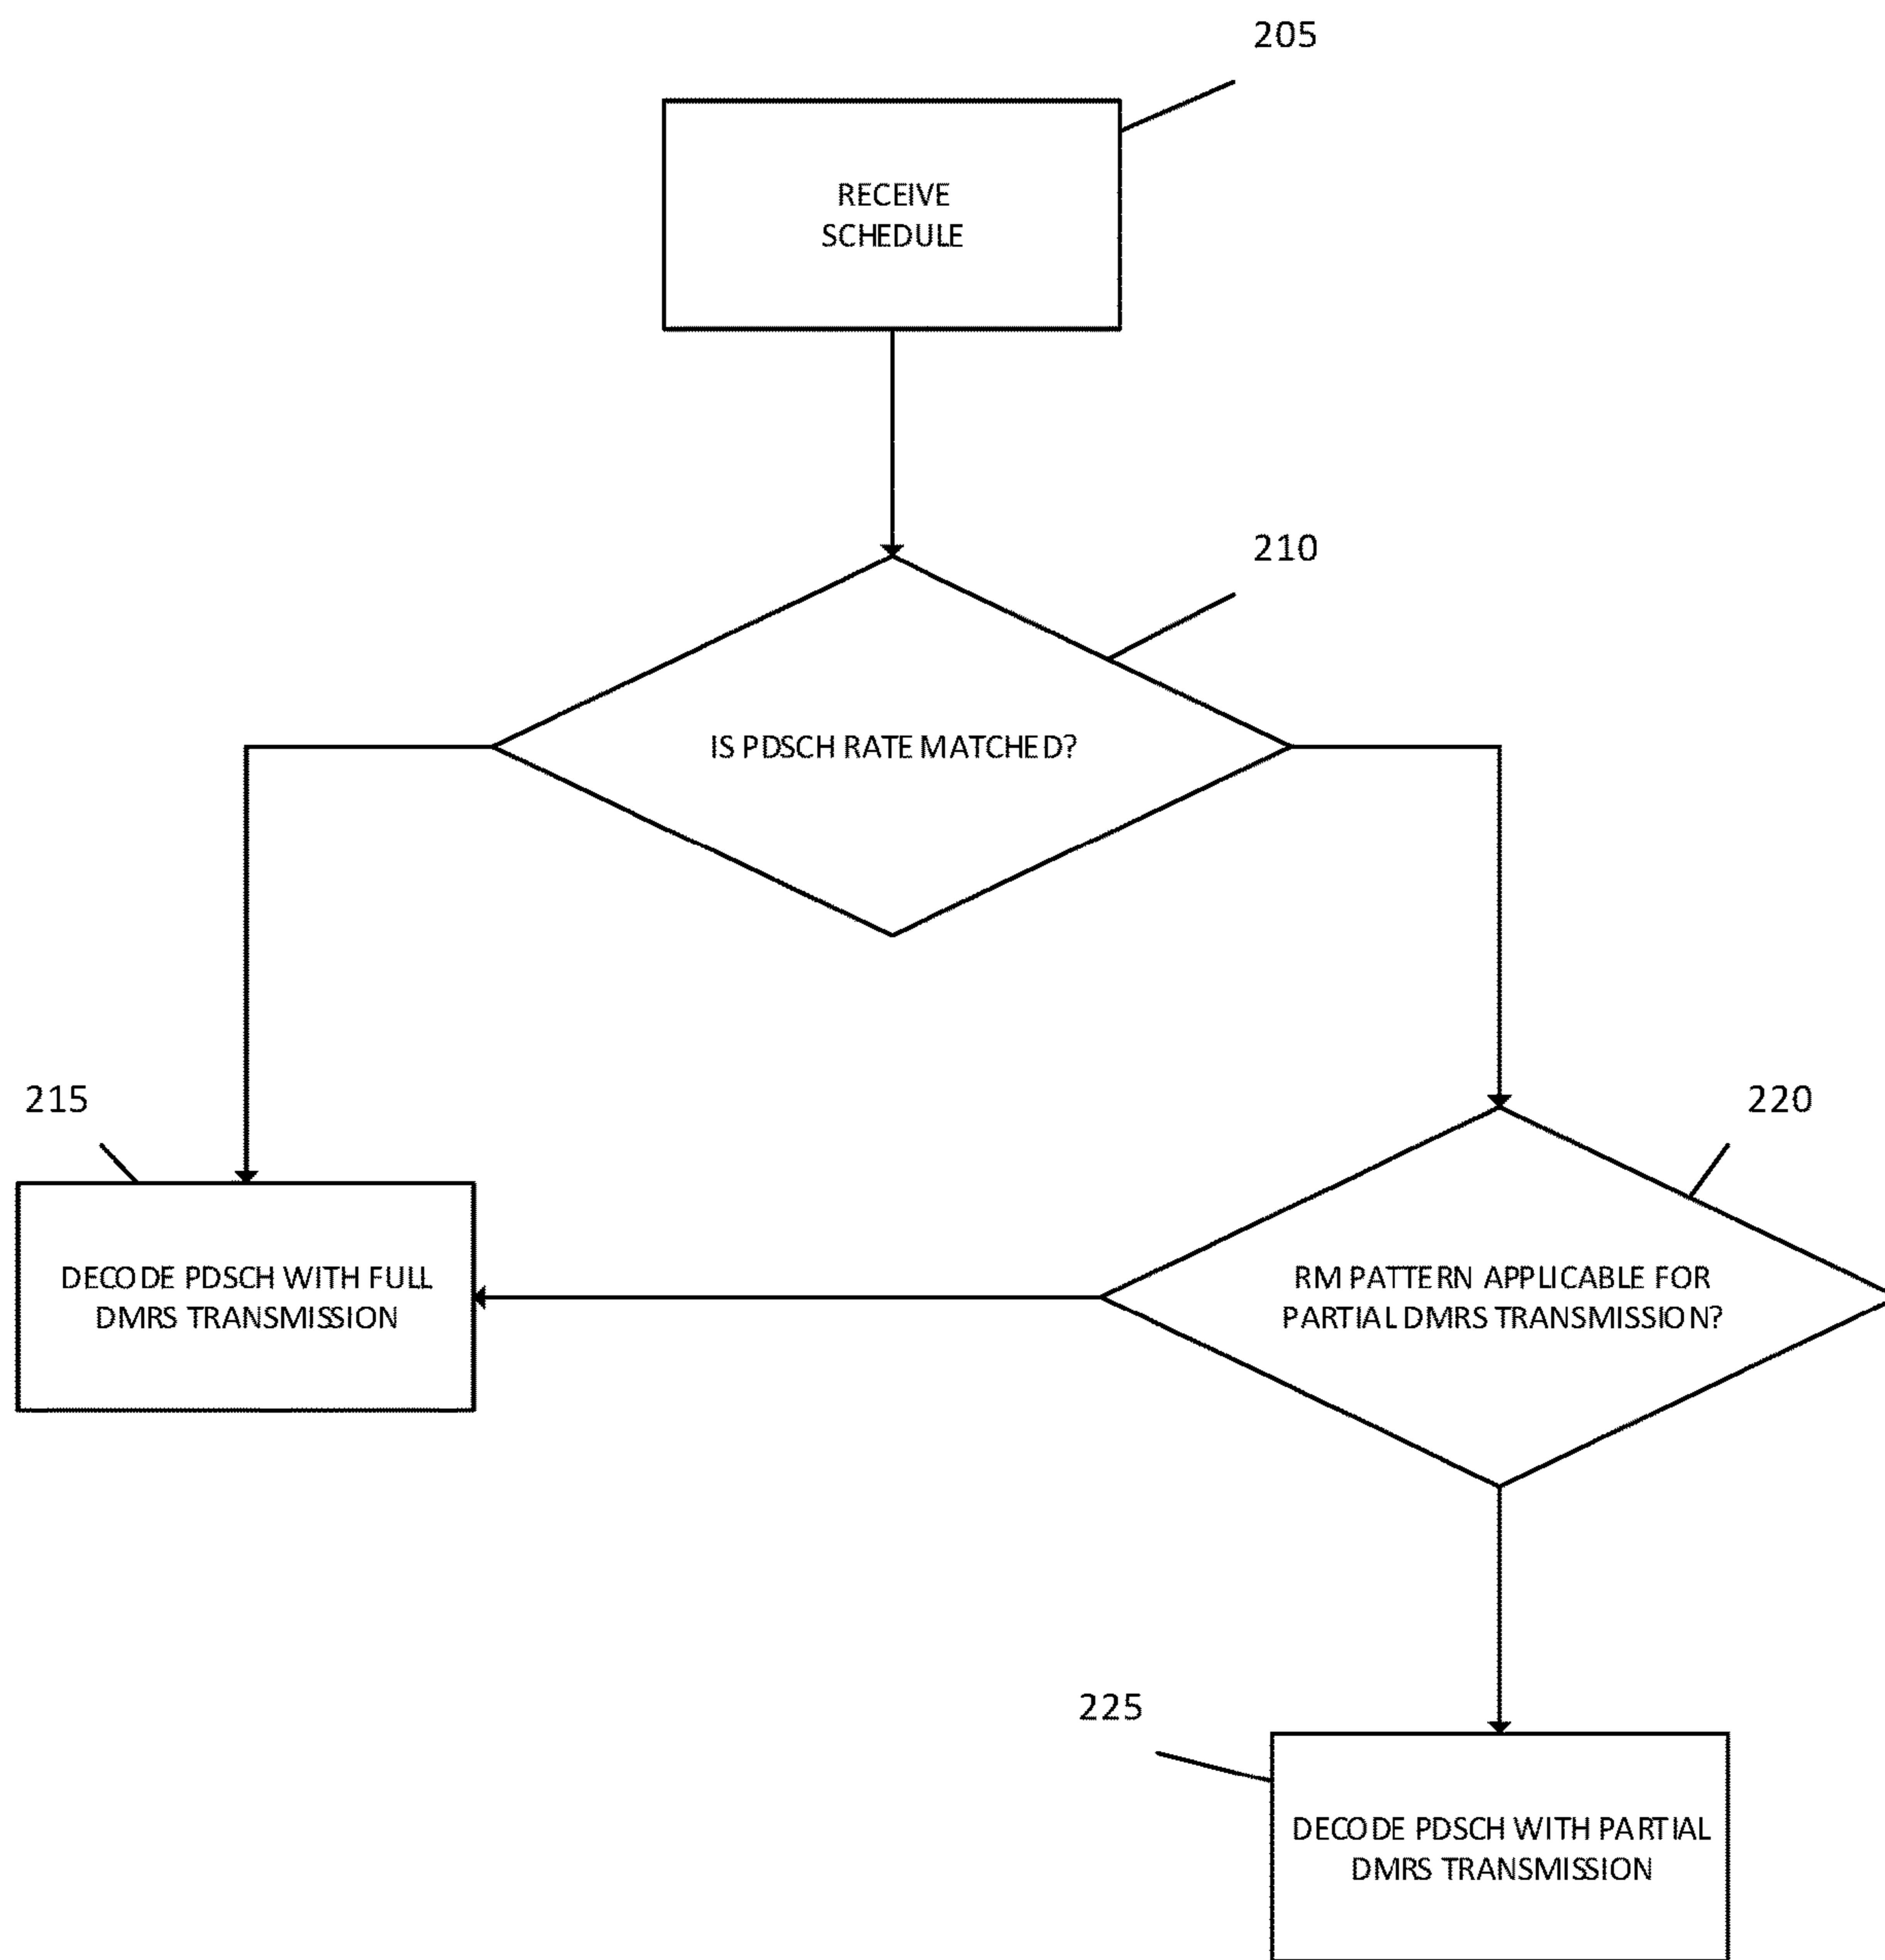 205
RECEIVE
SCHEDULE
210
IS PDSCH RATE MATCHED?
215
220
DECODE PDSCH WITH FULL
DMRS TRANSMISSION
RM PATTERN APPLICABLE FOR
PARTIAL DMRS TRANSMISSION?
225
DECODE PDSCH WITH PARTIAL
DMRS TRANSMISSION